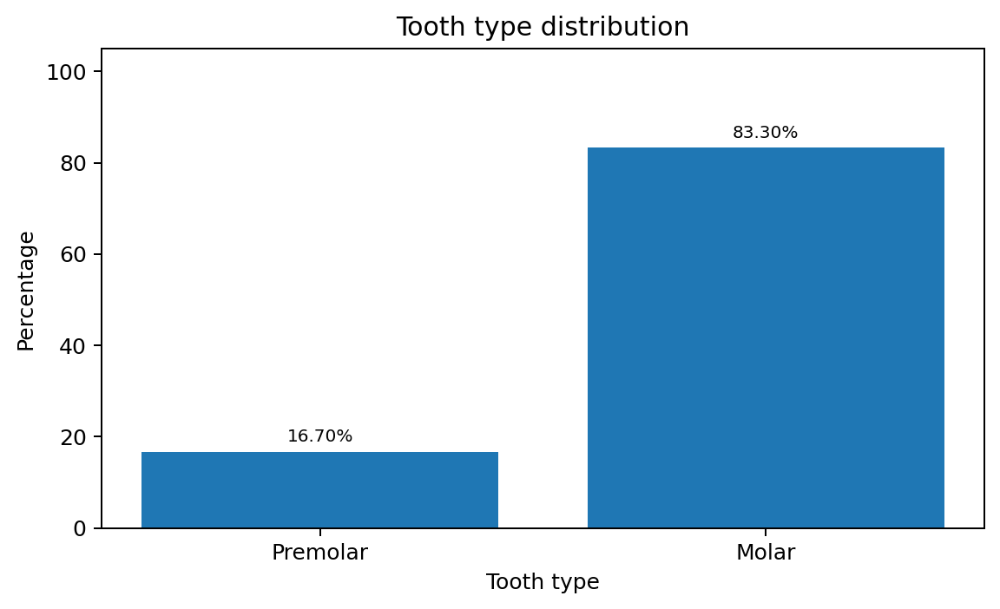 Tooth type distribution
100
80
60
40
20
0
Percentage
16.70%
83.30%
Premolar
Molar
Tooth type